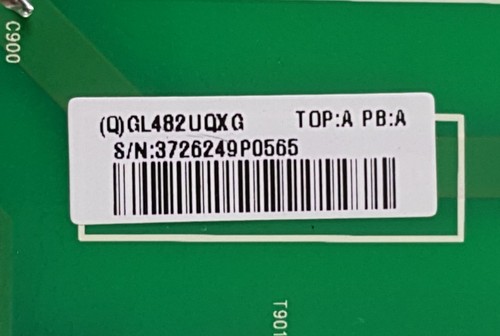 C900
(Q)GL482UQXG TOP:A PB:A
S/N:3726249P0565
T901